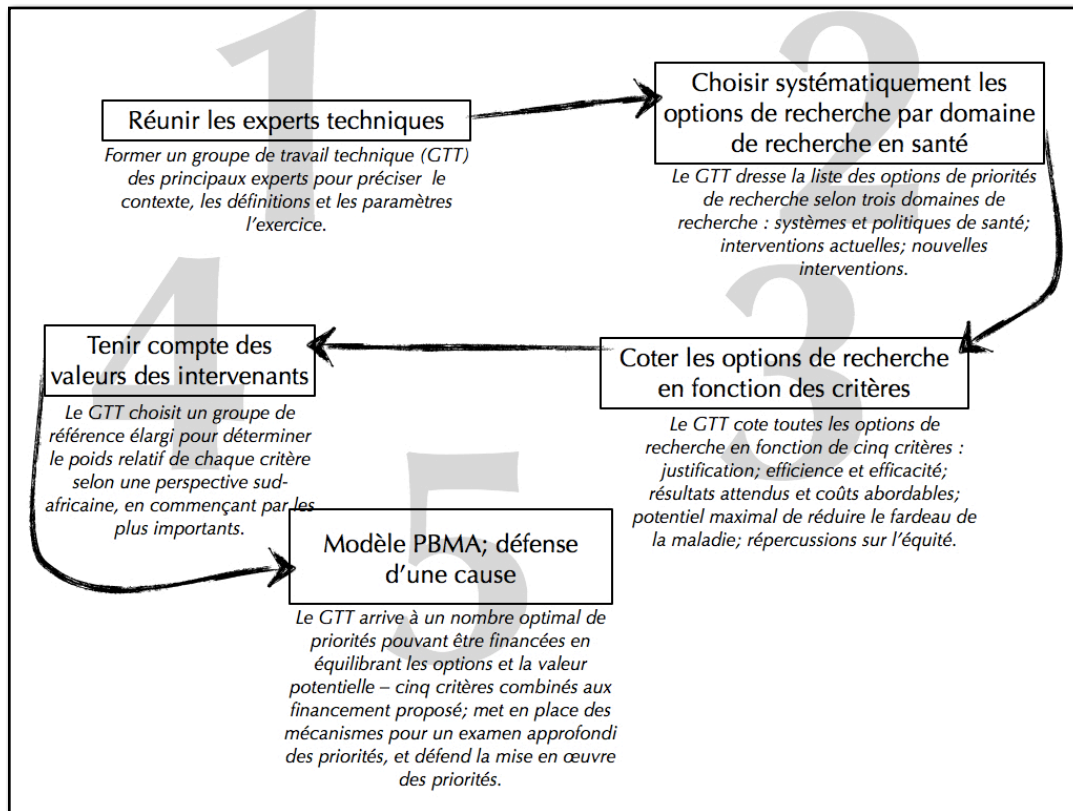 1
Réunir les experts techniques
Former un groupe de travail technique (GTT)
des principaux experts pour préciser le
contexte, les définitions et les paramètres
l'exercice.
2
Choisir systématiquement les
options de recherche par domaine
de recherche en santé
Le GTT dresse la liste des options de priorités
de recherche selon trois domaines de
recherche : systèmes et politiques de santé;
interventions actuelles; nouvelles
interventions.
3
Coter les options de recherche
en fonction des critères
Le GTT cote toutes les options de
recherche en fonction de cinq critères :
justification; efficience et efficacité;
résultats attendus et coûts abordables;
potentiel maximal de réduire le fardeau de
la maladie; répercussions sur l'équité.
4
Tenir compte des
valeurs des intervenants
Le GTT choisit un groupe de
référence élargi pour déterminer
le poids relatif de chaque critère
selon une perspective sud-
africaine, en commençant par les
plus importants.
5
Modèle PBMA; défense
d'une cause
Le GTT arrive à un nombre optimal de
priorités pouvant être financées en
équilibrant les options et la valeur
potentielle – cinq critères combinés aux
financement proposé; met en place des
mécanismes pour un examen approfondi
des priorités, et défend la mise en œuvre
des priorités.